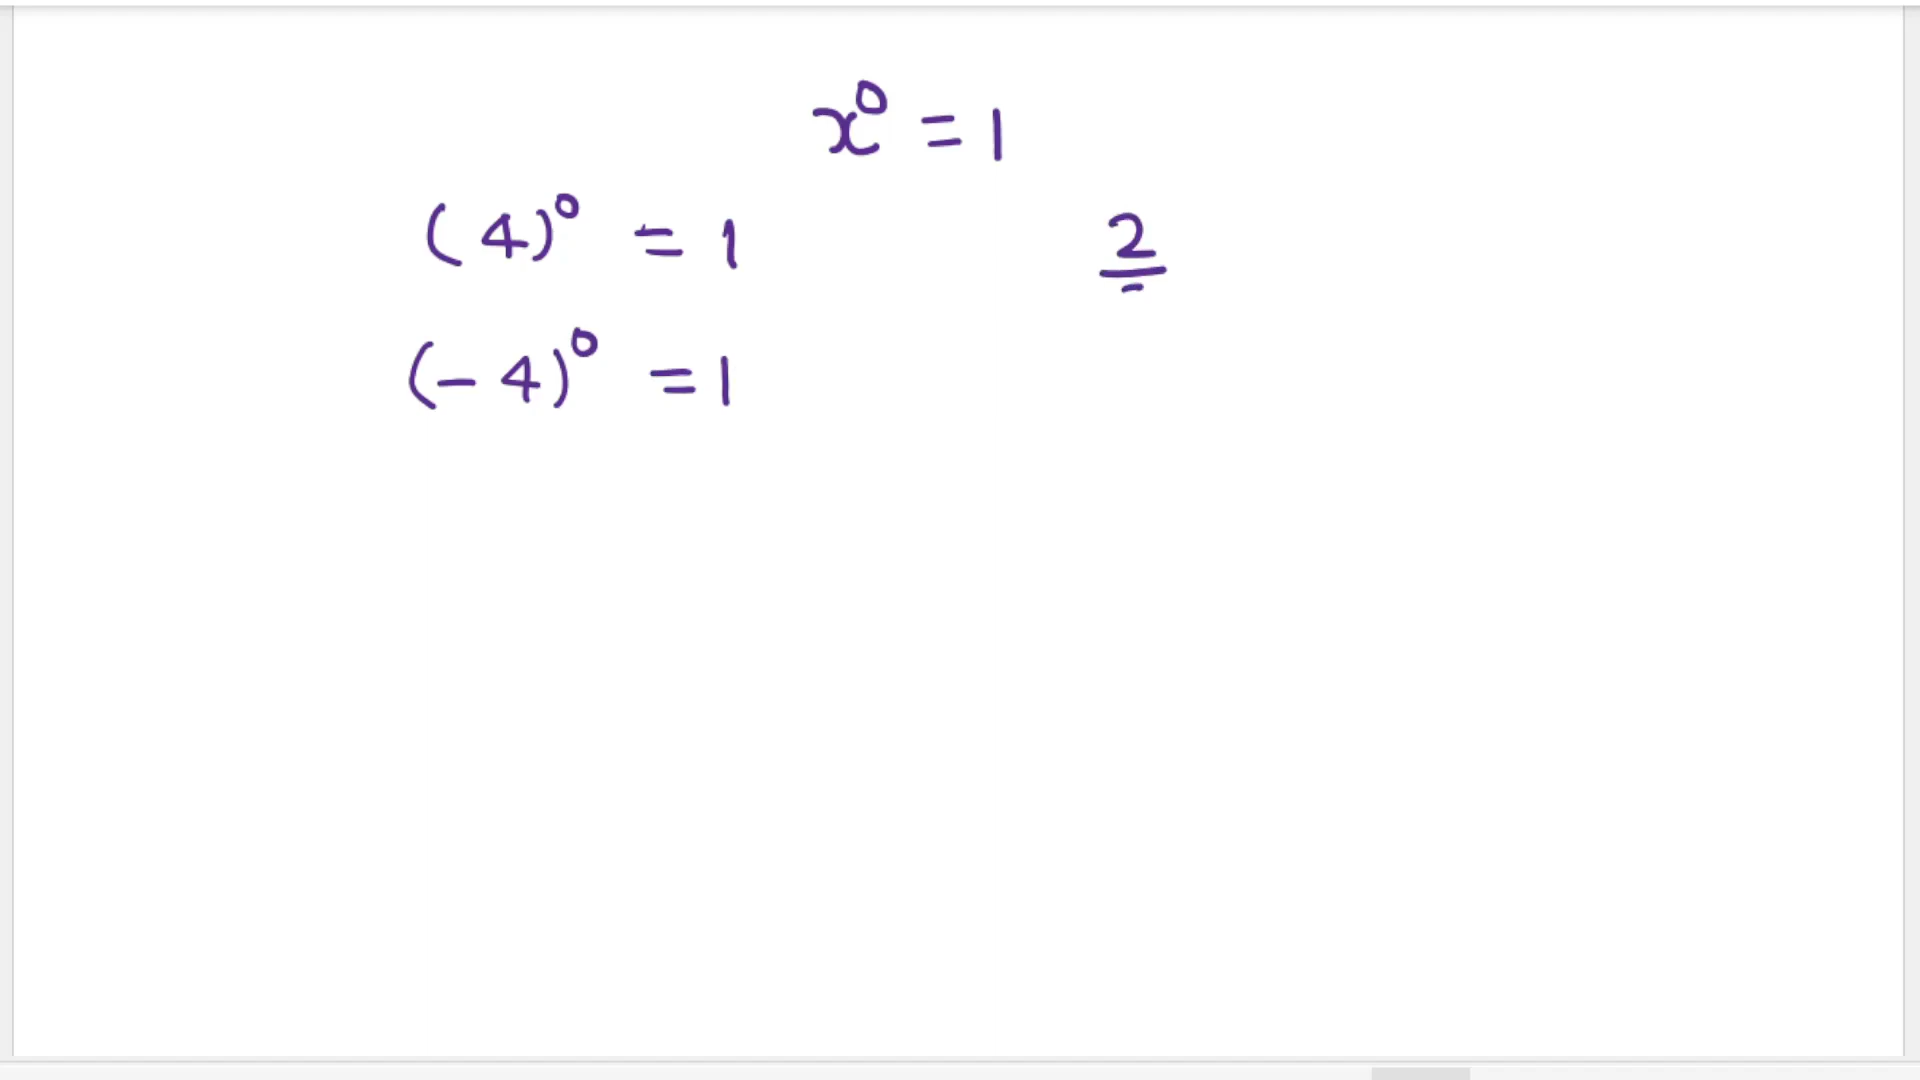 x⁰ = 1
(4)⁰ = 1 2
(-4)⁰ = 1